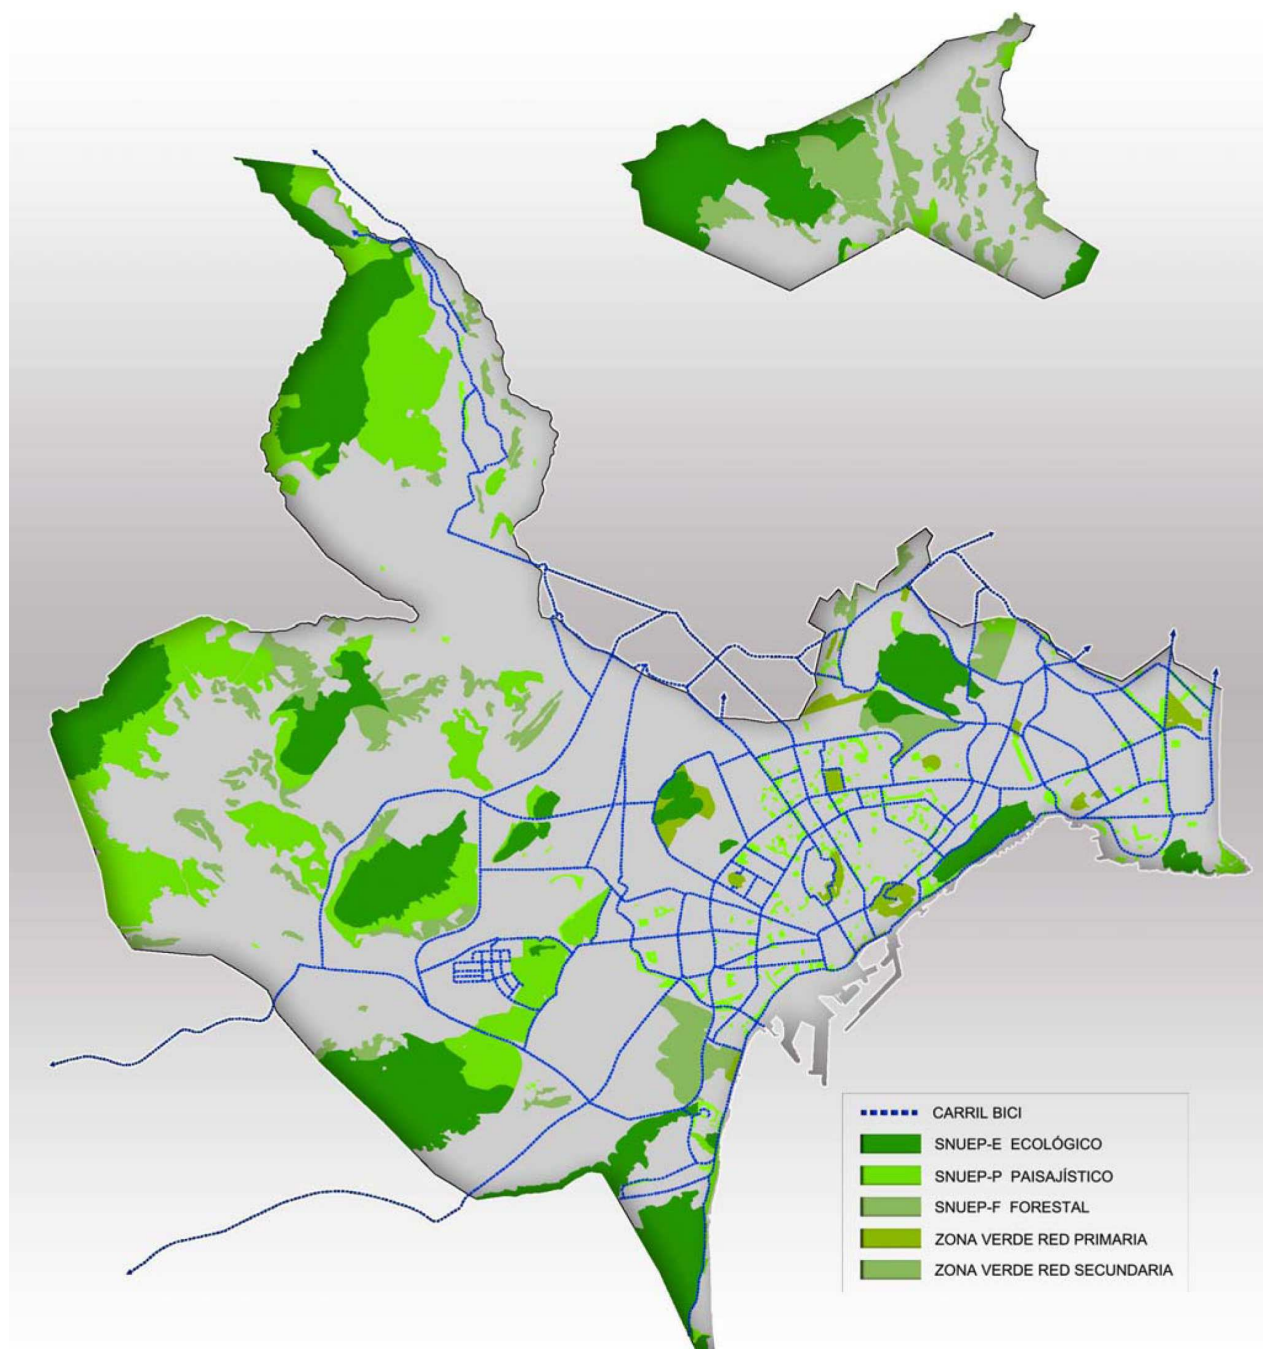 CARRIL BICI
SNUEP-E ECOLÓGICO
SNUEP-P PAISAJÍSTICO
SNUEP-F FORESTAL
ZONA VERDE RED PRIMARIA
ZONA VERDE RED SECUNDARIA